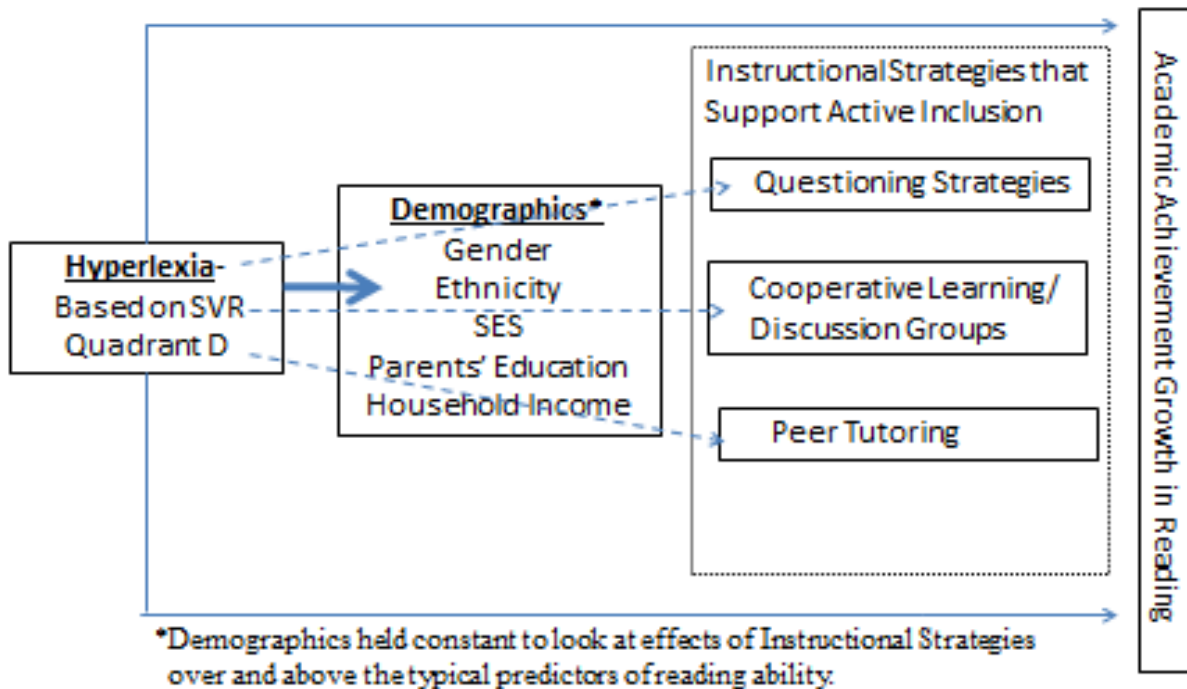 Hyperlexia-
Based on SVR
Quadrant D
Demographics*
Gender
Ethnicity
SES
Parents' Education
Household Income
Instructional Strategies that
Support Active Inclusion
Questioning Strategies
Cooperative Learning/
Discussion Groups
Peer Tutoring
Academic Achievement Growth in Reading
*Demographics held constant to look at effects of Instructional Strategies
over and above the typical predictors of reading ability.